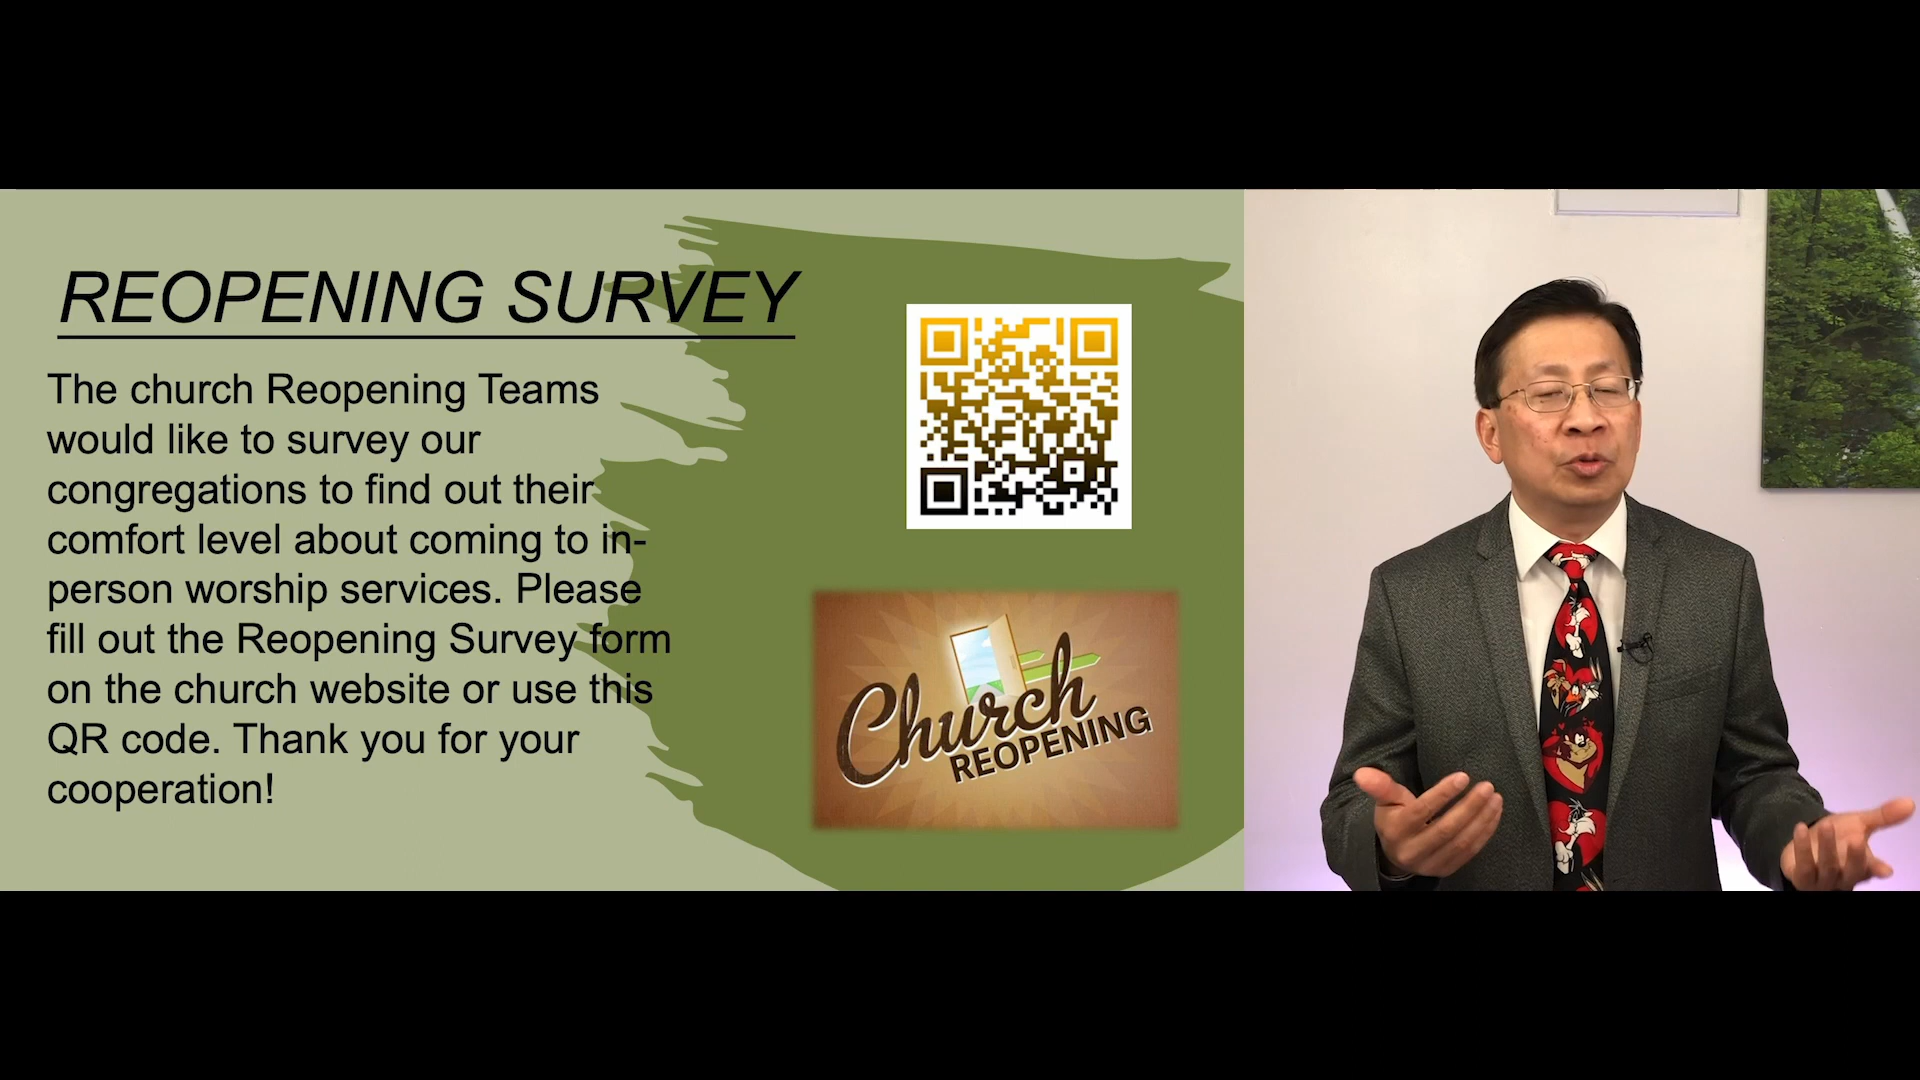 REOPENING SURVEY
The church Reopening Teams
would like to survey our
congregations to find out their
comfort level about coming to in-
person worship services. Please
fill out the Reopening Survey form
on the church website or use this
QR code. Thank you for your
cooperation!
Church
REOPENING